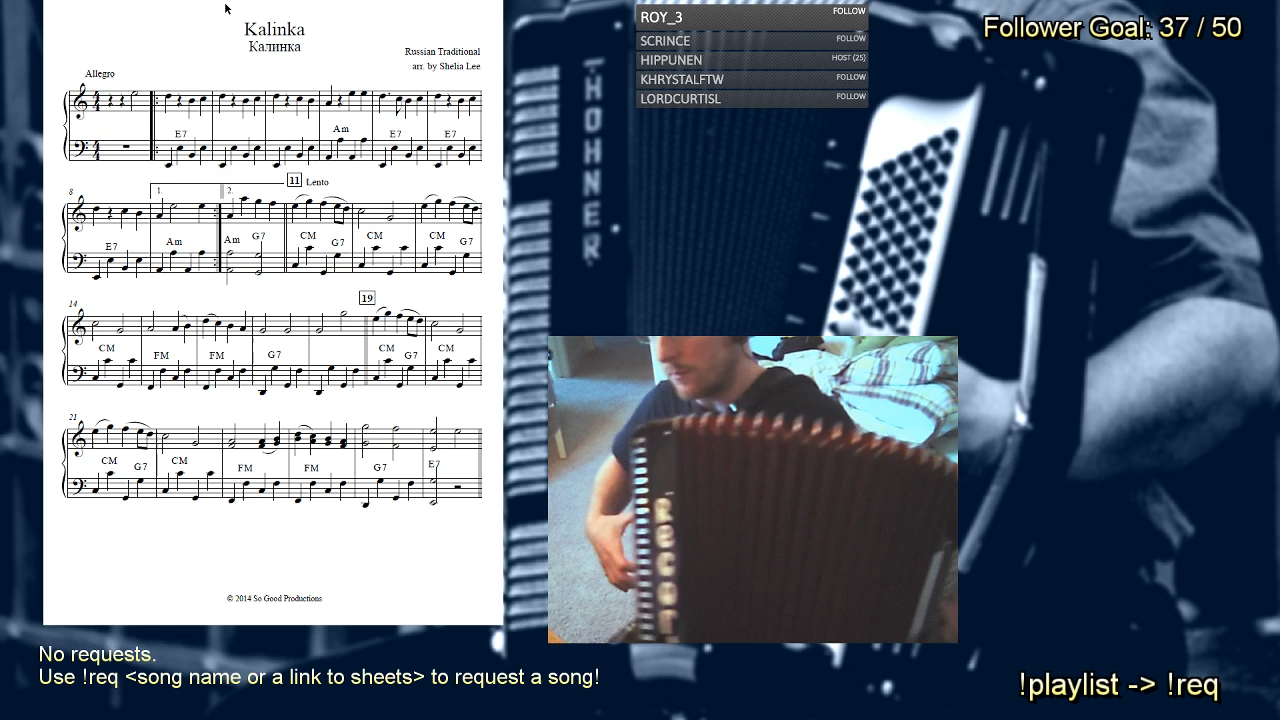 Kalinka
Калинка
Russian Traditional
arr. by Shelia Lee
Allegro
E7
Am
E7
E7
8
1.
2.
11 Lento
E7
Am
Am
G7
CM
G7
CM
CM
G7
14
19
CM
FM
FM
G7
CM
G7
CM
21
CM
G7
CM
FM
FM
G7
E7
© 2014 So Good Productions
ROY_3 FOLLOW
SCRINCE FOLLOW
HIPPUNEN HOST (25)
KHRYSTALFTW FOLLOW
LORDCURTISL FOLLOW
Follower Goal: 37 / 50
HOHNER
No requests.
Use !req <song name or a link to sheets> to request a song!
!playlist -> !req